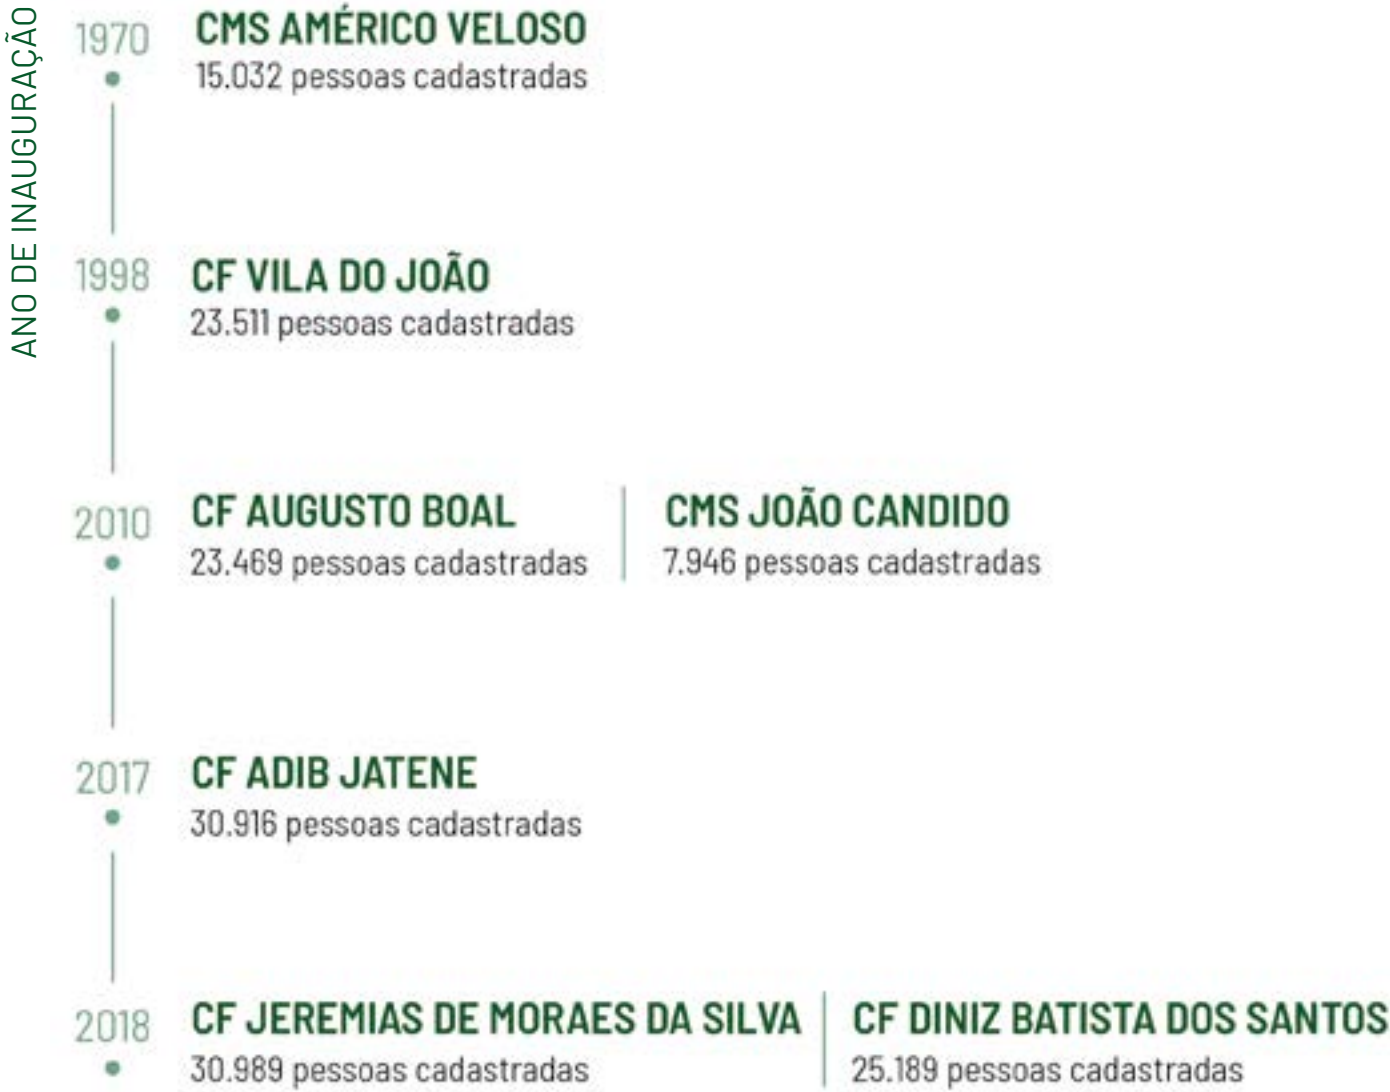 ANO DE INAUGURAÇÃO
1970
CMS AMÉRICO VELOSO
15.032 pessoas cadastradas
1998
CF VILA DO JOÃO
23.511 pessoas cadastradas
2010
CF AUGUSTO BOAL
23.469 pessoas cadastradas
CMS JOÃO CANDIDO
7.946 pessoas cadastradas
2017
CF ADIB JATENE
30.916 pessoas cadastradas
2018
CF JEREMIAS DE MORAES DA SILVA
30.989 pessoas cadastradas
CF DINIZ BATISTA DOS SANTOS
25.189 pessoas cadastradas